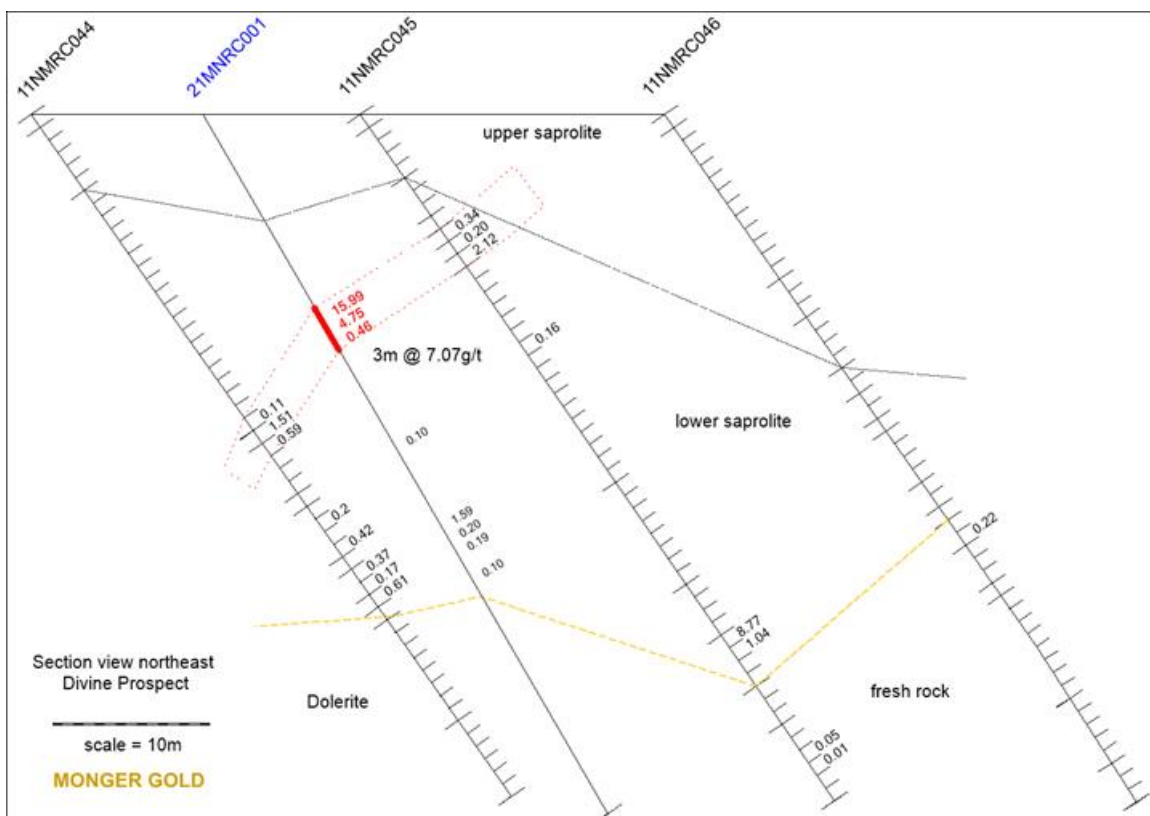 11NMRC044
21MNRC001
11NMRC045
11NMRC046
upper saprolite
0.34
0.20
2.12
15.99
4.75
0.46
3m @ 7.07g/t
0.16
0.11
1.51
0.59
lower saprolite
0.10
0.2
0.42
0.37
0.17
0.61
1.59
0.20
0.19
0.10
0.22
8.77
1.04
0.05
0.01
Section view northeast
Divine Prospect
Dolerite
fresh rock
scale = 10m
MONGER GOLD